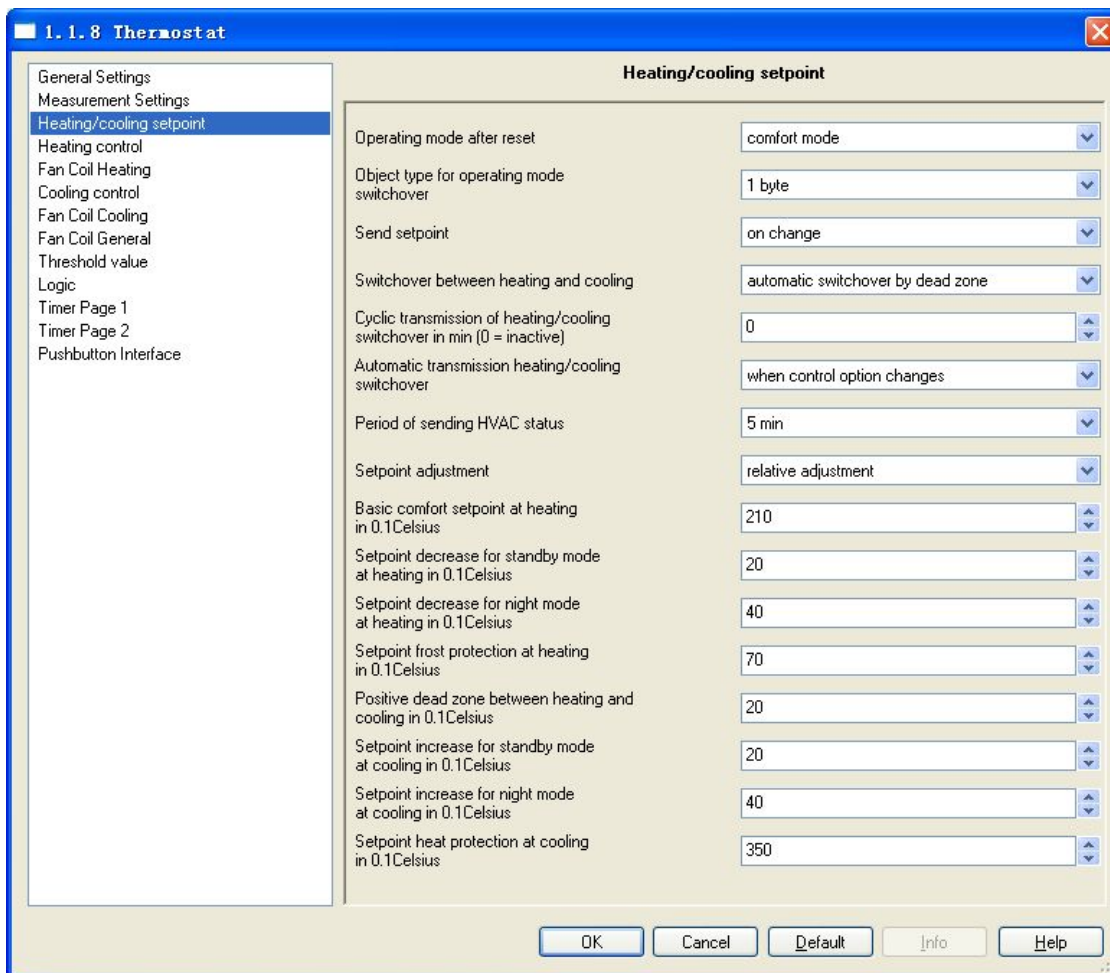 1.1.8 Thermostat
General Settings
Measurement Settings
Heating/cooling setpoint
Heating control
Fan Coil Heating
Cooling control
Fan Coil Cooling
Fan Coil General
Threshold value
Logic
Timer Page 1
Timer Page 2
Pushbutton Interface
Heating/cooling setpoint
Operating mode after reset
comfort mode
Object type for operating mode
switchover
1 byte
Send setpoint
on change
Switchover between heating and cooling
automatic switchover by dead zone
Cyclic transmission of heating/cooling
switchover in min (0 = inactive)
0
Automatic transmission heating/cooling
switchover
when control option changes
Period of sending HVAC status
5 min
Setpoint adjustment
relative adjustment
Basic comfort setpoint at heating
in 0.1Celsius
210
Setpoint decrease for standby mode
at heating in 0.1Celsius
20
Setpoint decrease for night mode
at heating in 0.1Celsius
40
Setpoint frost protection at heating
in 0.1Celsius
70
Positive dead zone between heating and
cooling in 0.1Celsius
20
Setpoint increase for standby mode
at cooling in 0.1Celsius
20
Setpoint increase for night mode
at cooling in 0.1Celsius
40
Setpoint heat protection at cooling
in 0.1Celsius
350
OK
Cancel
Default
Info
Help